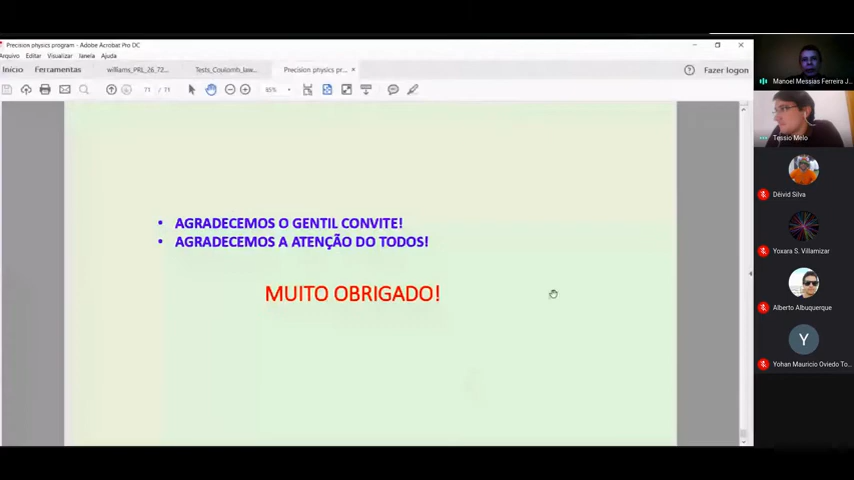 Precision physics program - Adobe Acrobat Pro DC
Arquivo Editar Visualizar Janela Ajuda
Início Ferramentas williams_PRL_26_72... Tests_Coulomb_law... Precision physics pr... × Fazer logon
71 / 71 65%
Manoel Messias Ferreira J...
Tessio Melo
Déivid Silva
• AGRADECEMOS O GENTIL CONVITE!
• AGRADECEMOS A ATENÇÃO DO TODOS!
MUITO OBRIGADO!
Yoxara S. Villamizar
Alberto Albuquerque
Y
Yohan Mauricio Oviedo To...